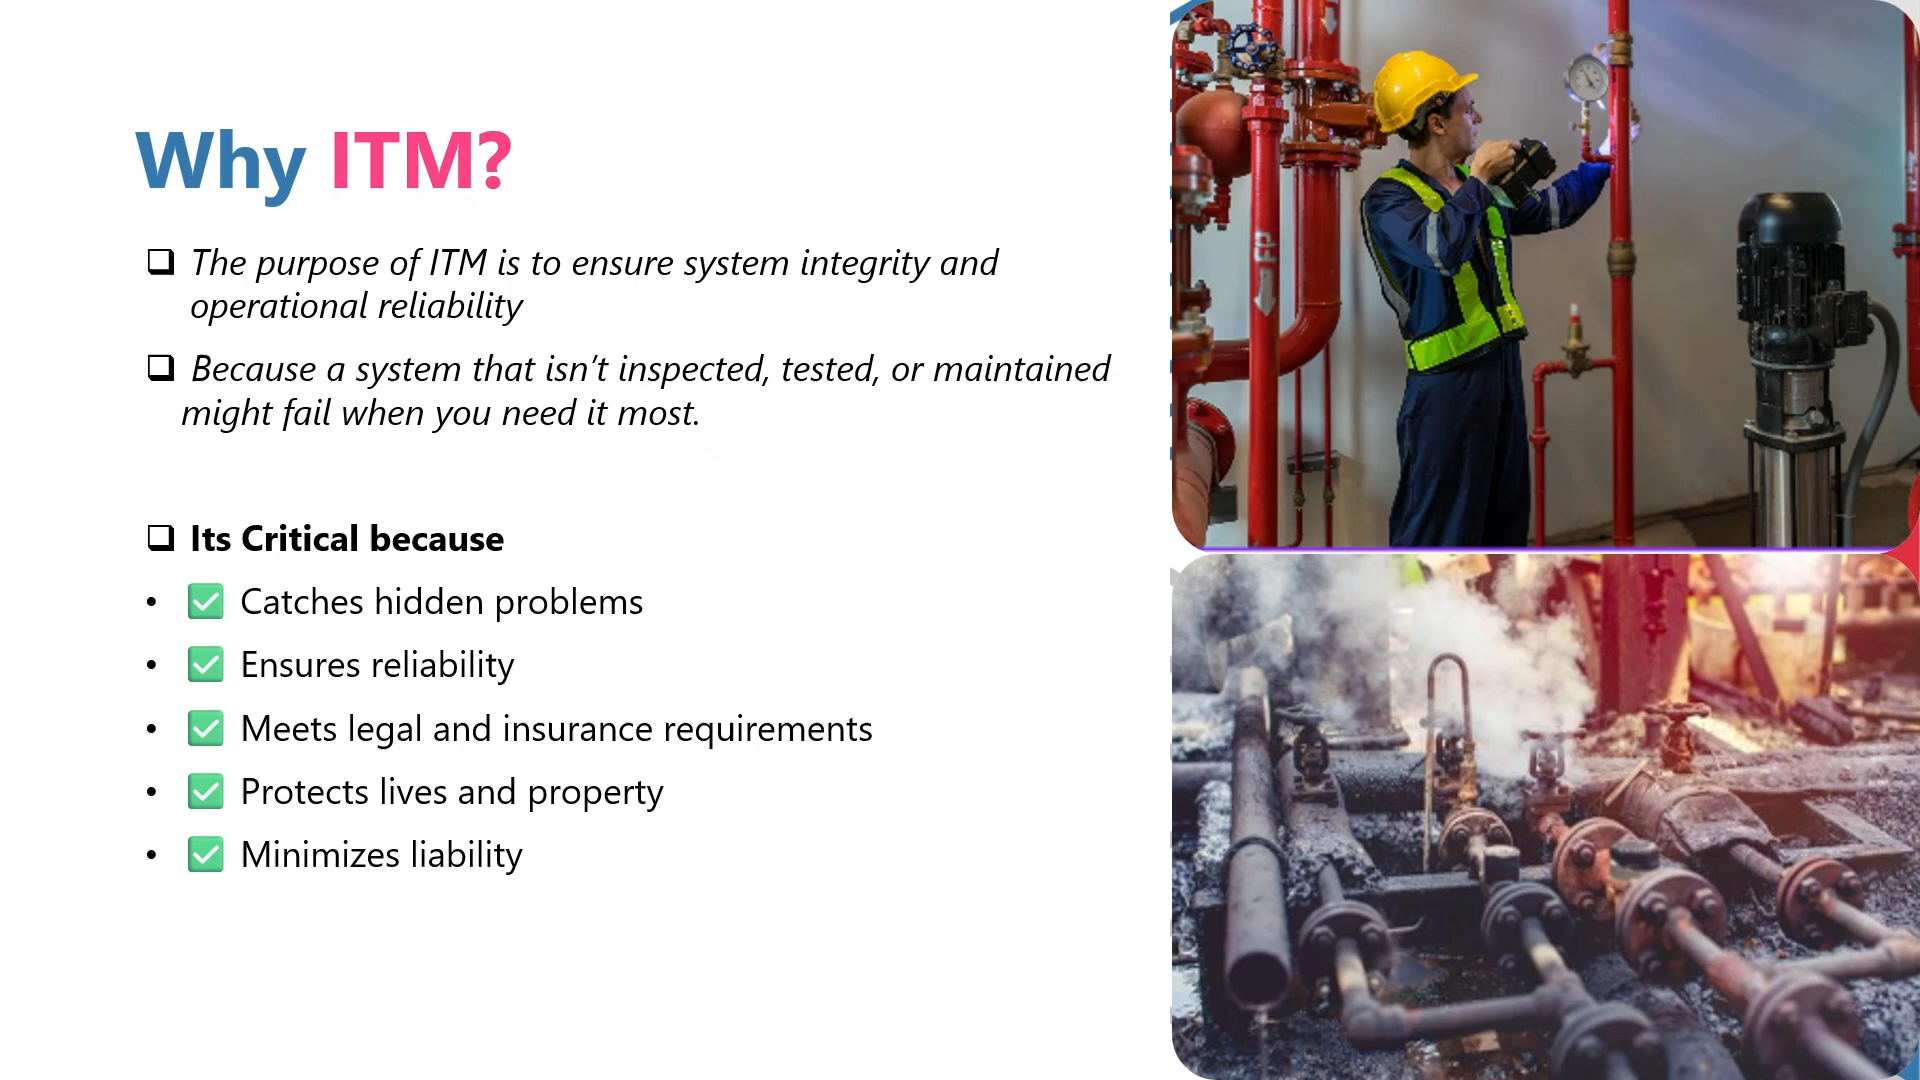 Why ITM?
❑ The purpose of ITM is to ensure system integrity and
operational reliability
❑ Because a system that isn’t inspected, tested, or maintained
might fail when you need it most.
❑ Its Critical because
• ✅ Catches hidden problems
• ✅ Ensures reliability
• ✅ Meets legal and insurance requirements
• ✅ Protects lives and property
• ✅ Minimizes liability
FP